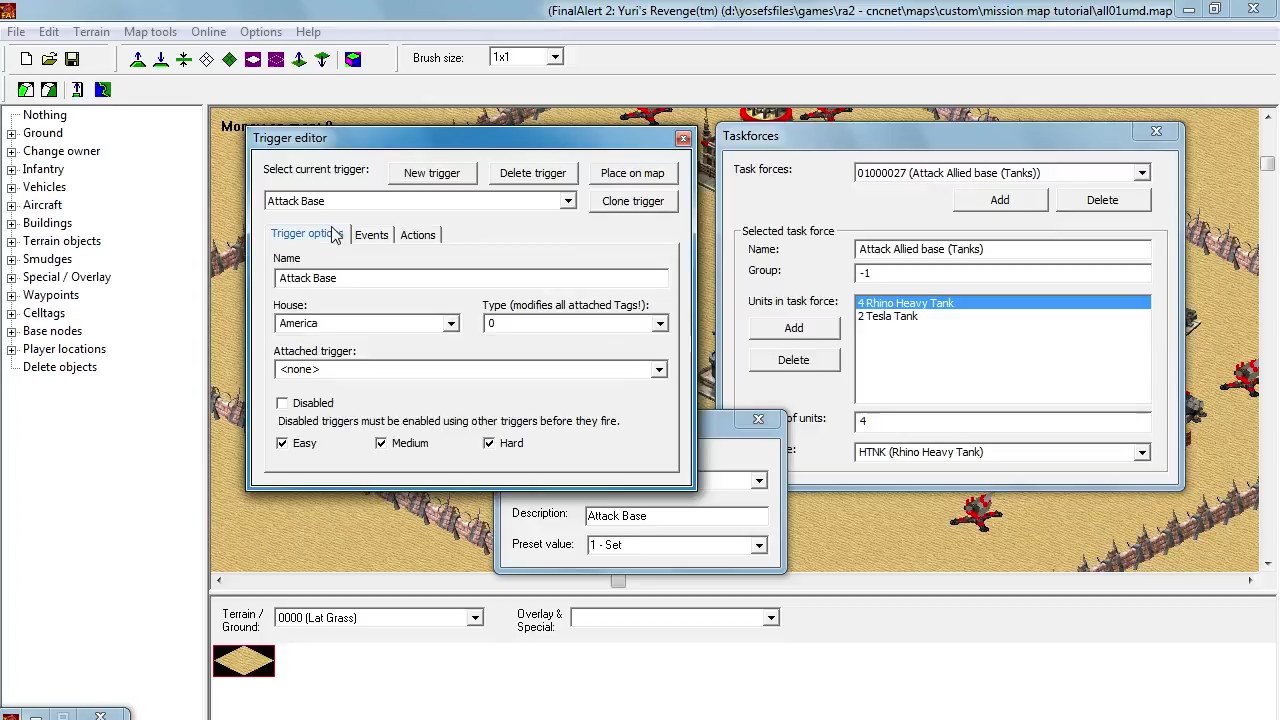 (FinalAlert 2: Yuri's Revenge(tm) (d:\yosefsfiles\games\ra2 - cncnet\maps\custom\mission map tutorial\all01umd.map
File Edit Terrain Map tools Online Options Help
Brush size: 1x1
Nothing
Ground
Change owner
Infantry
Vehicles
Aircraft
Buildings
Terrain objects
Smudges
Special / Overlay
Waypoints
Celltags
Base nodes
Player locations
Delete objects
Trigger editor
Select current trigger: New trigger Delete trigger Place on map
Attack Base Clone trigger
Trigger options Events Actions
Name
Attack Base
House: Type (modifies all attached Tags!):
America 0
Attached trigger:
<none>
Disabled
Disabled triggers must be enabled using other triggers before they fire.
Easy Medium Hard
Taskforces
Task forces: 01000027 (Attack Allied base (Tanks))
Add Delete
Selected task force
Name: Attack Allied base (Tanks)
Group: -1
Units in task force: 4 Rhino Heavy Tank
2 Tesla Tank
Add
Delete
of units: 4
HTNK (Rhino Heavy Tank)
Description: Attack Base
Preset value: 1 - Set
Terrain / Ground: 0000 (Lat Grass) Overlay & Special: